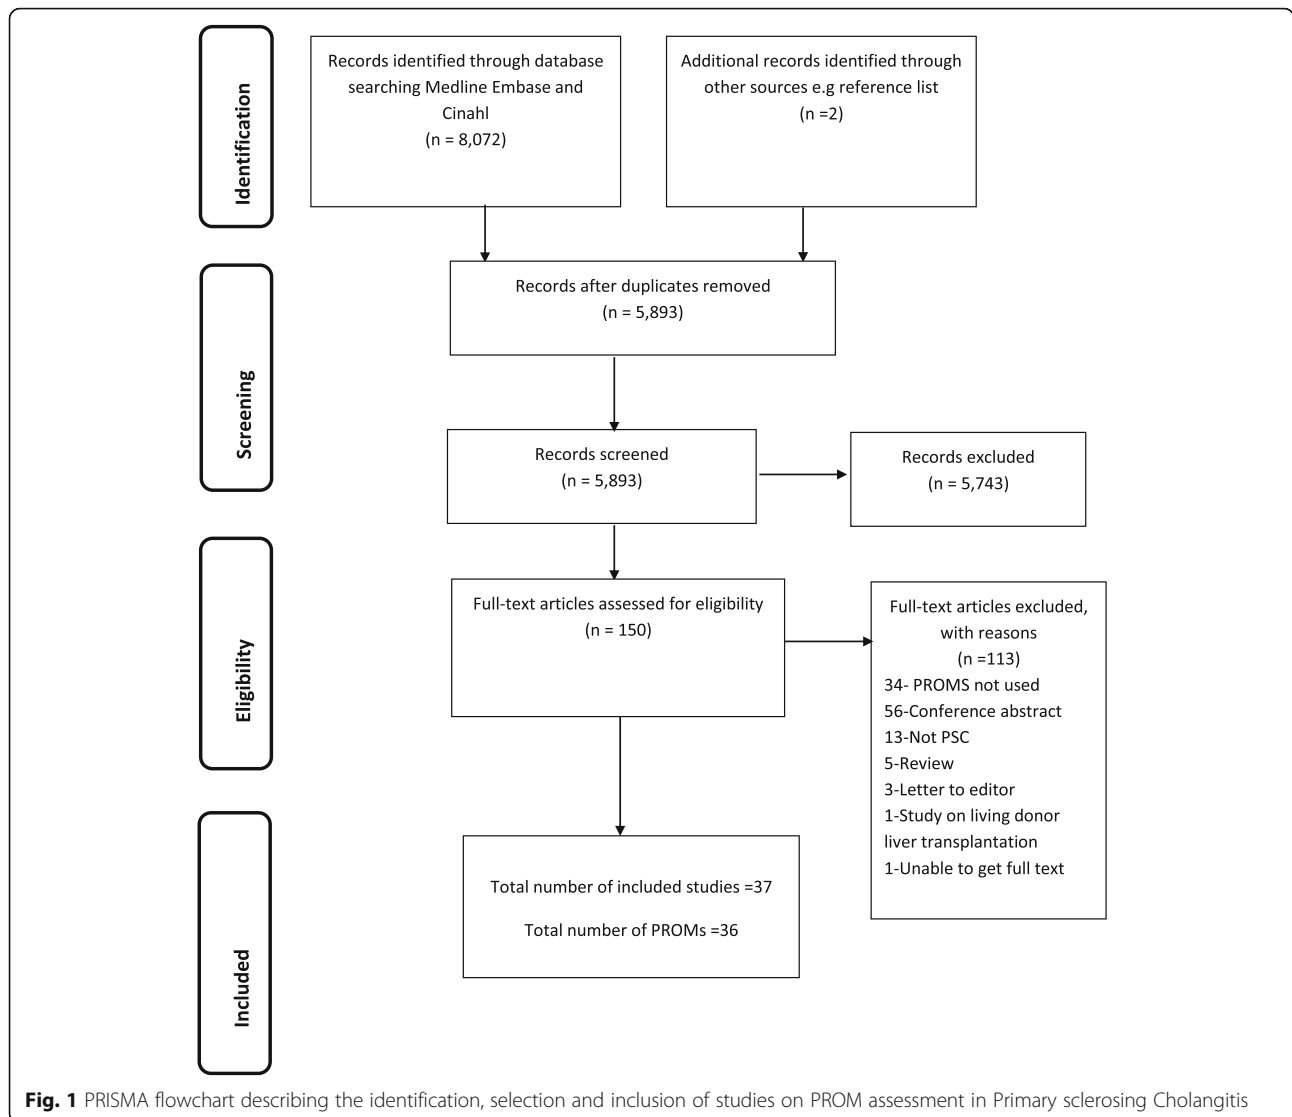 Identification
Records identified through database
searching Medline Embase and
Cinahl
(n = 8,072)
Additional records identified through
other sources e.g reference list
(n =2)
Screening
Records after duplicates removed
(n = 5,893)
Records screened
(n = 5,893)
Records excluded
(n = 5,743)
Eligibility
Full-text articles assessed for eligibility
(n = 150)
Full-text articles excluded,
with reasons
(n =113)
34- PROMS not used
56-Conference abstract
13-Not PSC
5-Review
3-Letter to editor
1-Study on living donor
liver transplantation
1-Unable to get full text
Included
Total number of included studies =37
Total number of PROMs =36
Fig. 1 PRISMA flowchart describing the identification, selection and inclusion of studies on PROM assessment in Primary sclerosing Cholangitis